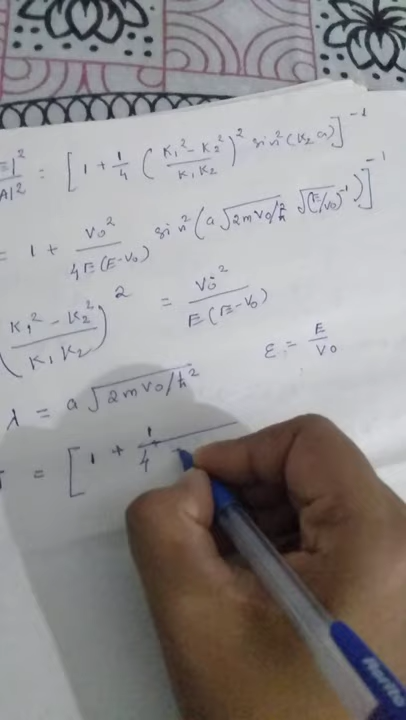 E|²/A|² = [1 + 1/4 ((K₁² - K₂²)/(K₁K₂))² sin²(K₂ a)]⁻¹
= 1 + V₀²/(4E(E-V₀)) sin²(a √(2mV₀/ħ²) √((E/V₀)⁻¹)]⁻¹
((K₁² - K₂²)/(K₁K₂))² = V₀²/(E(E-V₀))
λ = a √(2mV₀/ħ²) ε = E/V₀
T = [1 + 1/4